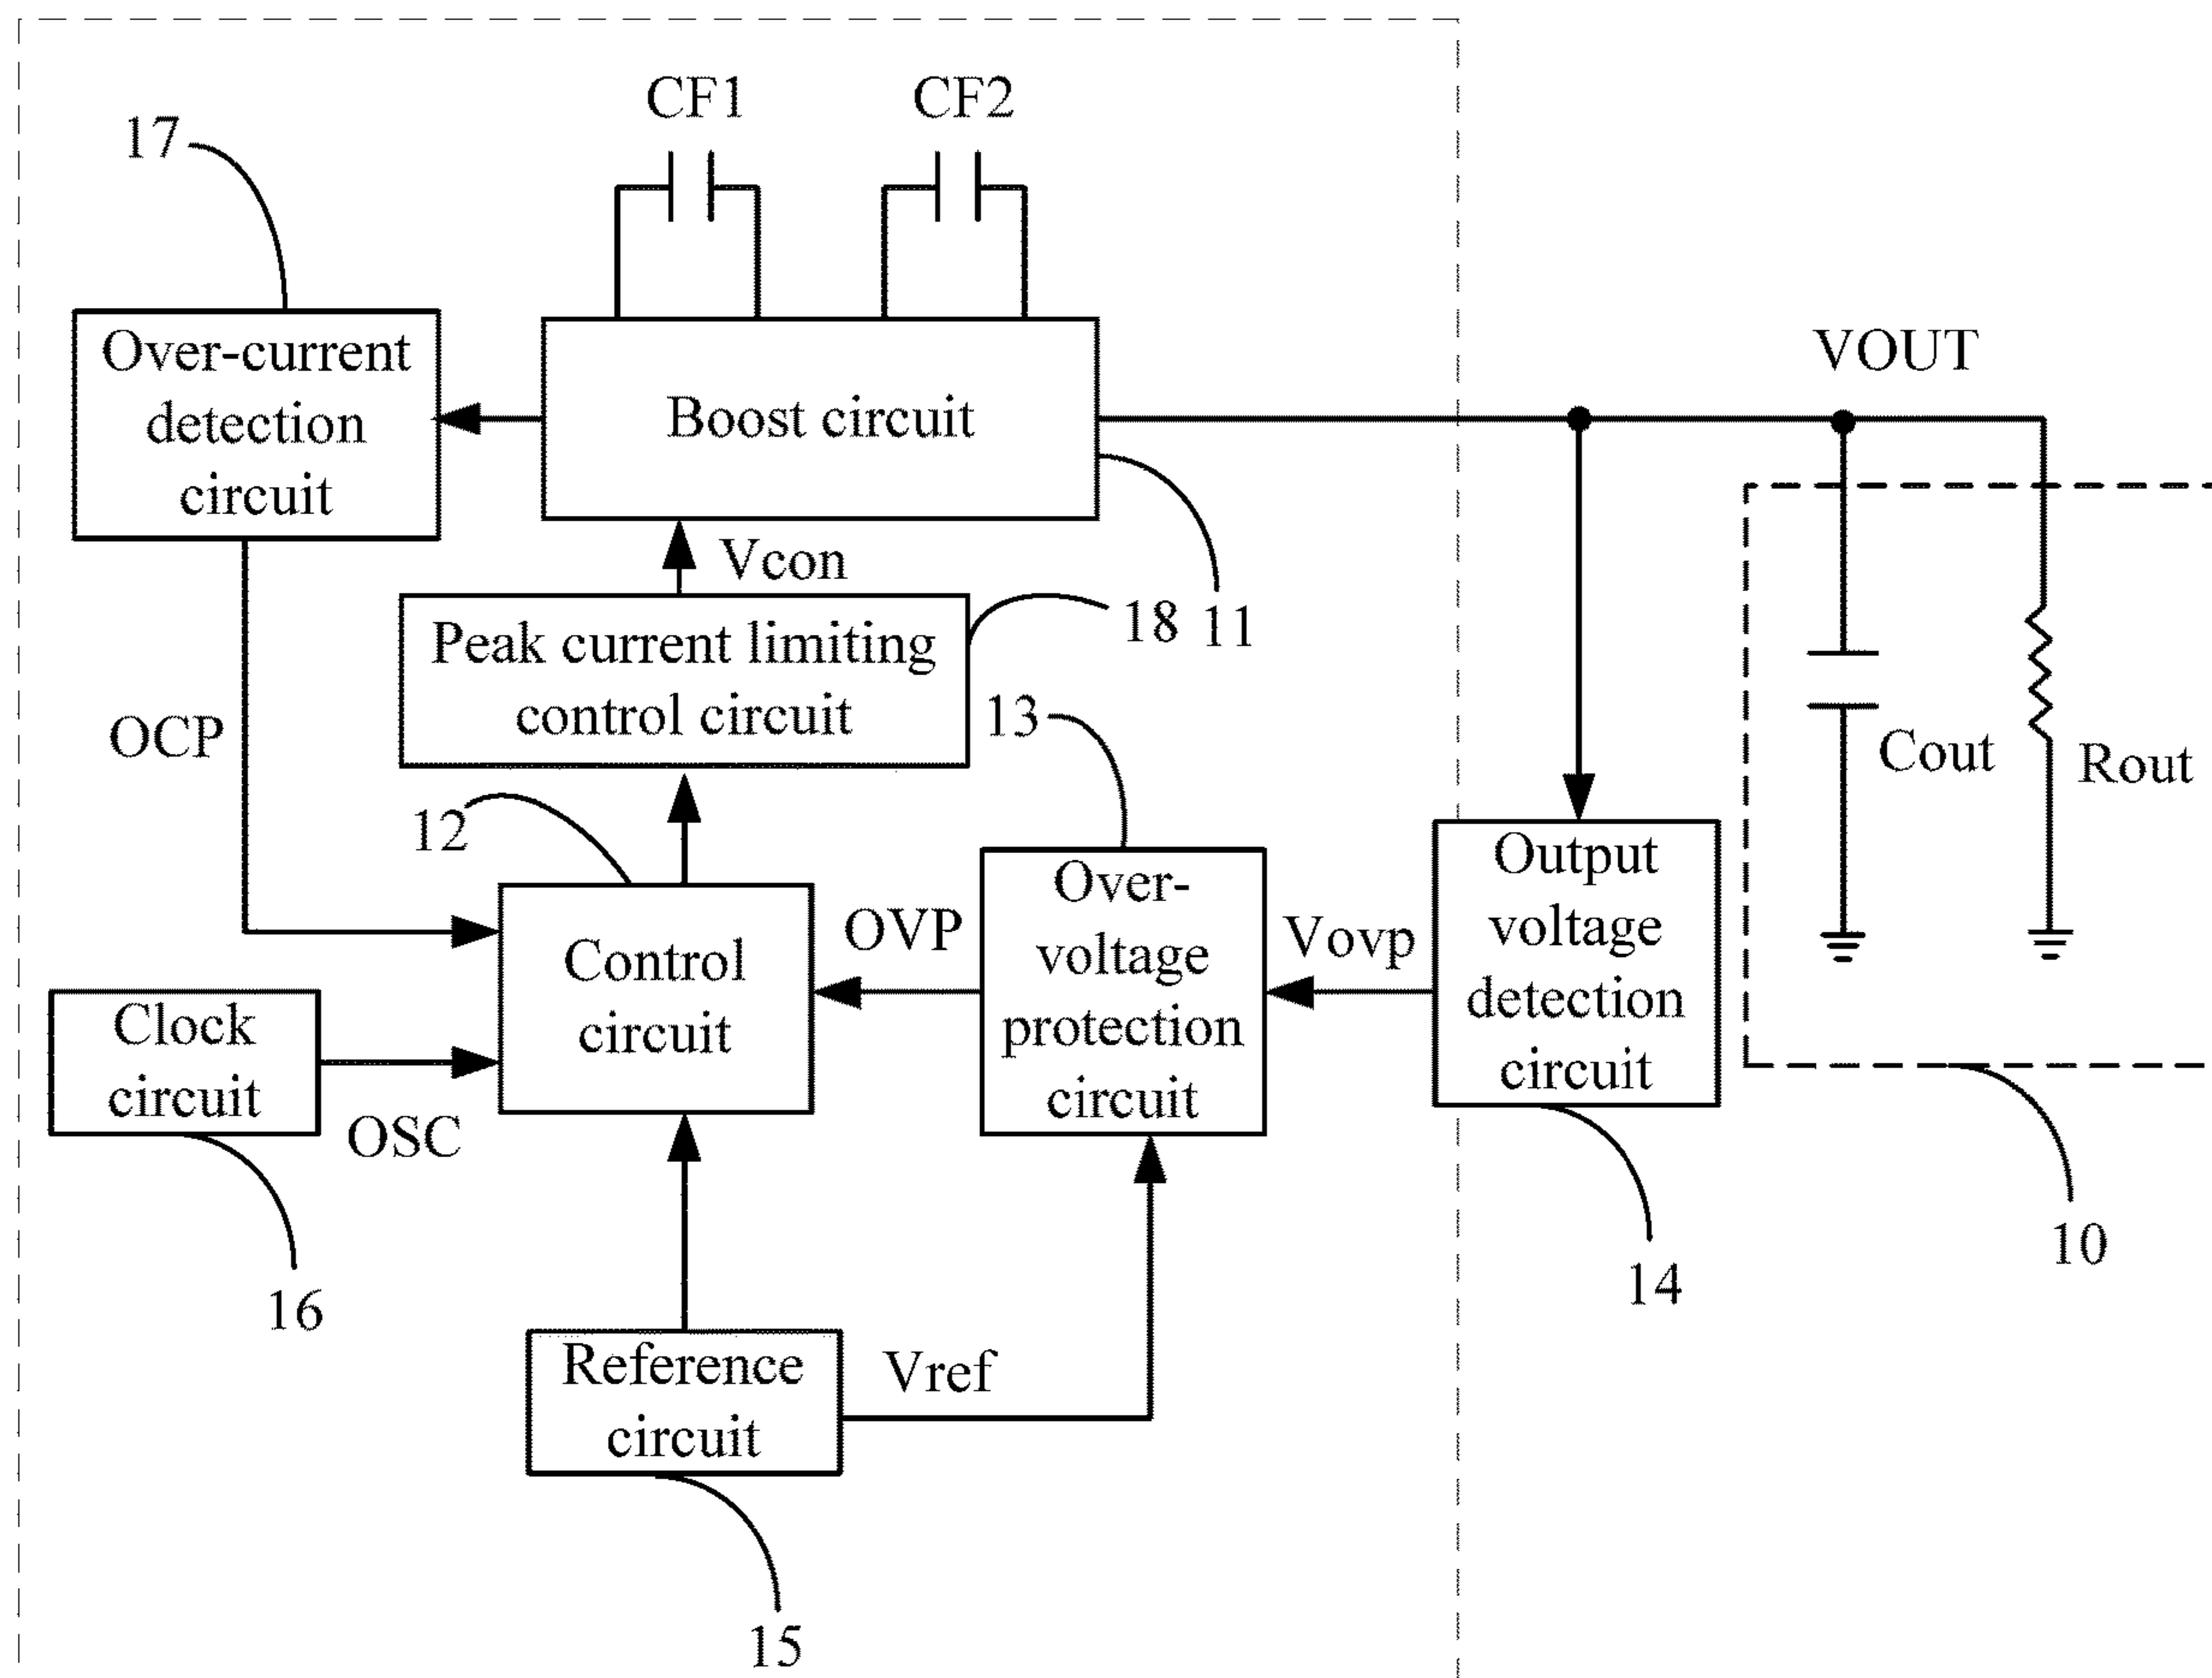 CF1
CF2
17
Over-current
detection
circuit
Boost circuit
VOUT
Vcon
18
11
Peak current limiting
control circuit
13
OCP
Cout
Rout
12
Over-
voltage
protection
circuit
Output
voltage
detection
circuit
OVP
Vovp
Control
circuit
Clock
circuit
OSC
10
14
16
Reference
circuit
Vref
15